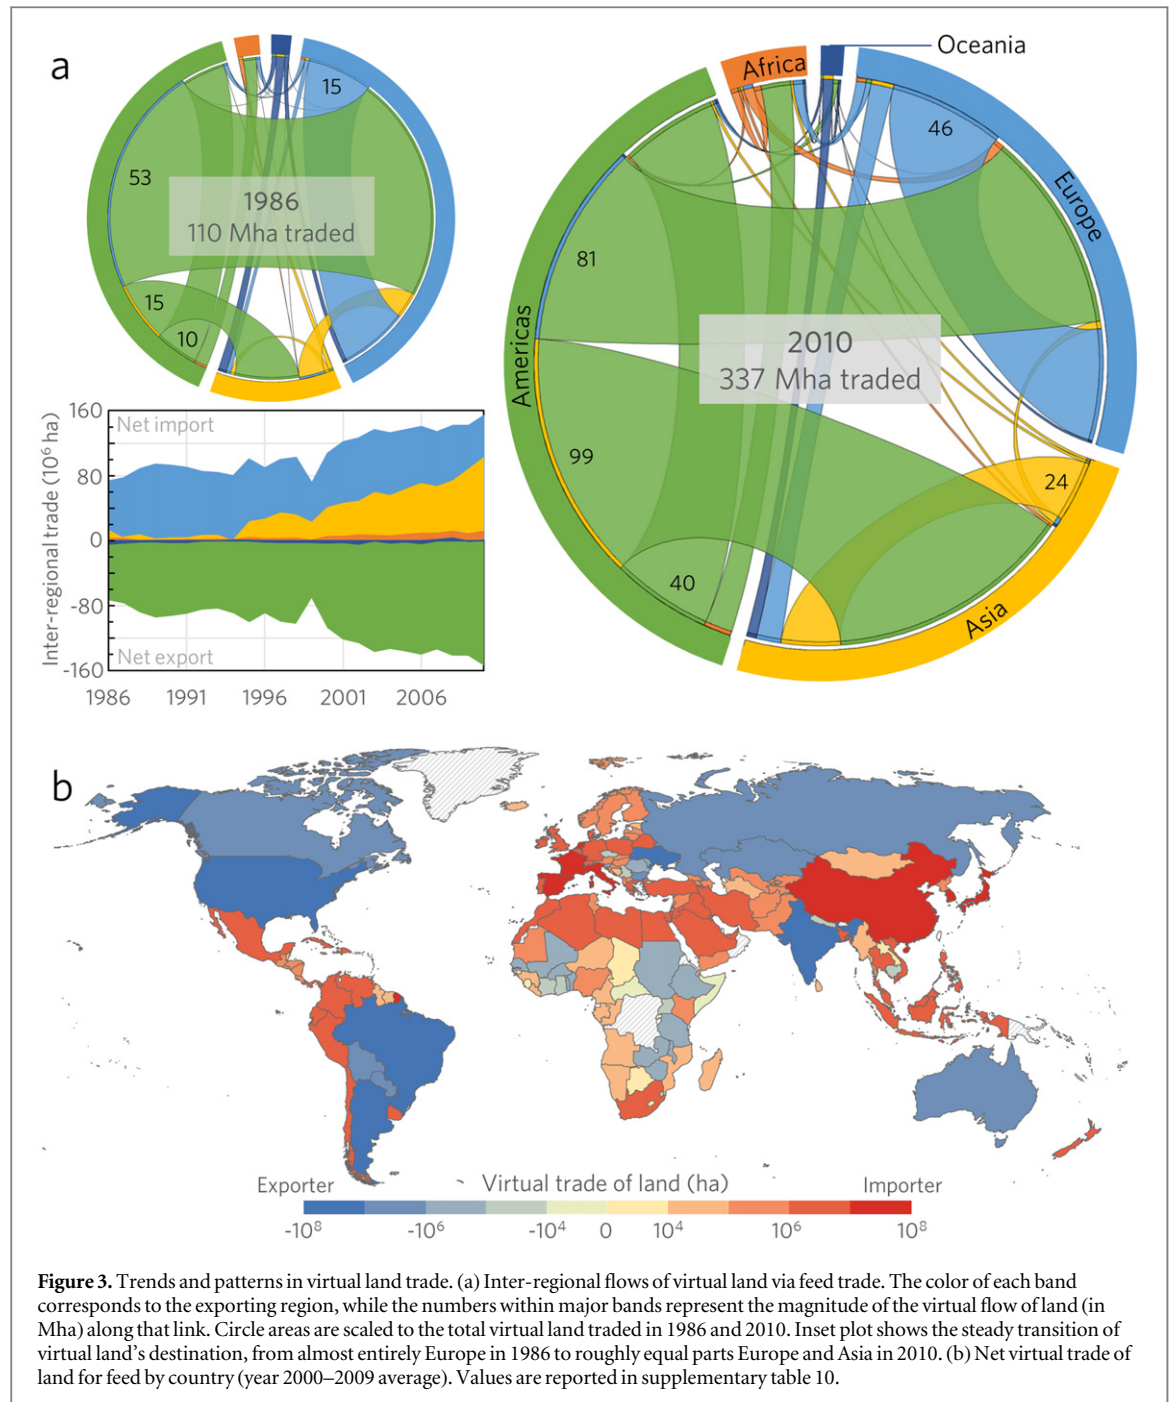 a
15
53
1986
110 Mha traded
15
10
Oceania
Africa
46
Europe
81
Americas
2010
337 Mha traded
99
24
40
Asia
Inter-regional trade (10⁶ ha)
160
Net import
80
0
-80
Net export
-160
1986 1991 1996 2001 2006
b
Exporter Virtual trade of land (ha) Importer
-10⁸ -10⁶ -10⁴ 0 10⁴ 10⁶ 10⁸
Figure 3. Trends and patterns in virtual land trade. (a) Inter-regional flows of virtual land via feed trade. The color of each band
corresponds to the exporting region, while the numbers within major bands represent the magnitude of the virtual flow of land (in
Mha) along that link. Circle areas are scaled to the total virtual land traded in 1986 and 2010. Inset plot shows the steady transition of
virtual land's destination, from almost entirely Europe in 1986 to roughly equal parts Europe and Asia in 2010. (b) Net virtual trade of
land for feed by country (year 2000–2009 average). Values are reported in supplementary table 10.